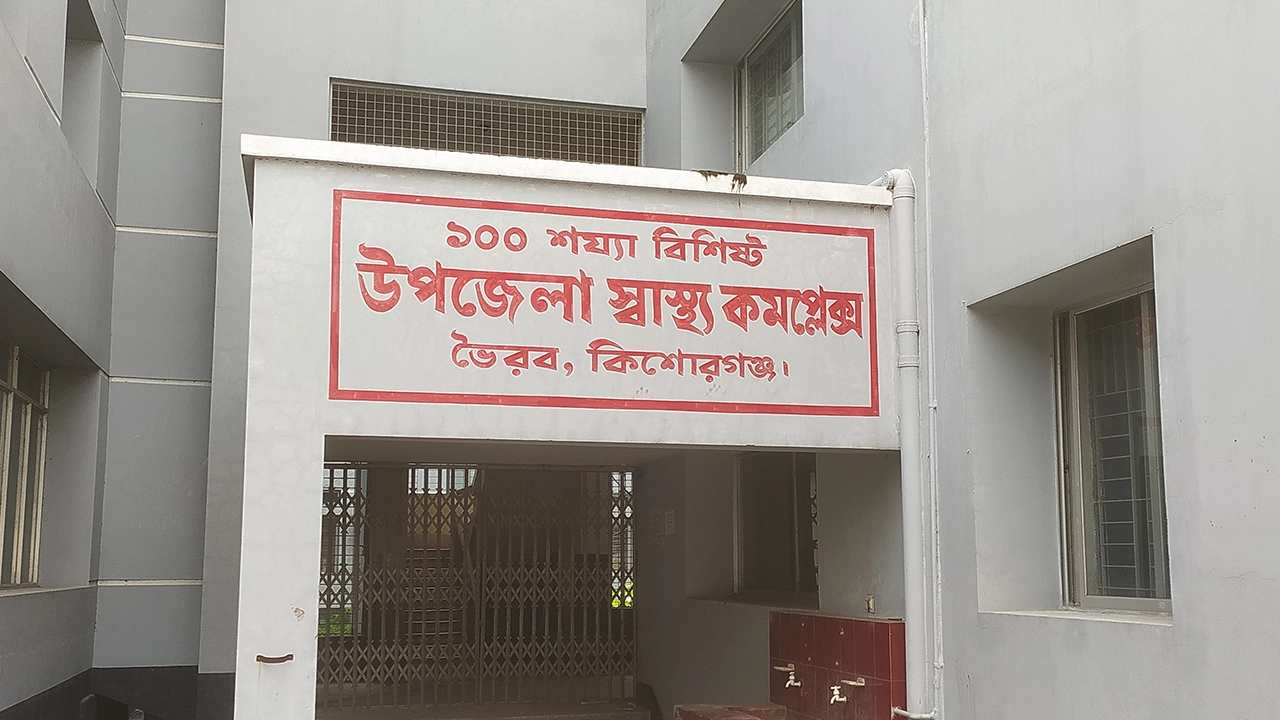 ১০০ শয্যা বিশিষ্ট
উপজেলা স্বাস্থ্য কমপ্লেক্স
ভৈরব, কিশোরগঞ্জ।